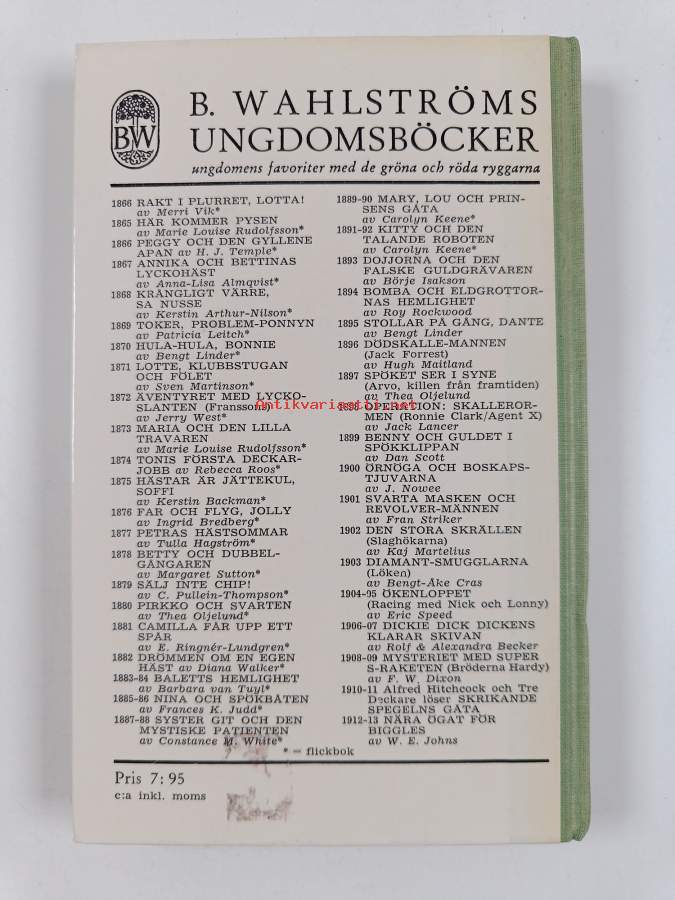 BW
B. WAHLSTRÖMS
UNGDOMSBÖCKER
ungdomens favoriter med de gröna och röda ryggarna
1866 RAKT I PLURRET, LOTTA!
av Merri Vik*
1865 HÄR KOMMER PYSEN
av Marie Louise Rudolfsson*
1866 PEGGY OCH DEN GYLLENE
APAN av H. J. Temple*
1867 ANNIKA OCH BETTINAS
LYCKOHÄST
av Anna-Lisa Almqvist*
1868 KRÅNGLIGT VÄRRE,
SA NUSSE
av Kerstin Arthur-Nilson*
1869 TOKER, PROBLEM-PONNYN
av Patricia Leitch*
1870 HULA-HULA, BONNIE
av Bengt Linder*
1871 LOTTE, KLUBBSTUGAN
OCH FÖLET
av Sven Martinson*
1872 ÄVENTYRET MED LYCKO-
SLANTEN (Franssons)
av Jerry West*
1873 MARIA OCH DEN LILLA
TRAVAREN
av Marie Louise Rudolfsson*
1874 TONIS FÖRSTA DECKAR-
JOBB av Rebecca Roos*
1875 HÄSTAR ÄR JÄTTEKUL,
SOFFI
av Kerstin Backman*
1876 FAR OCH FLYG, JOLLY
av Ingrid Bredberg*
1877 PETRAS HÄSTSOMMAR
av Tulla Hagström*
1878 BETTY OCH DUBBEL-
GÅNGAREN
av Margaret Sutton*
1879 SÄLJ INTE CHIP!
av C. Pullein-Thompson*
1880 PIRKKO OCH SVARTEN
av Thea Oljelund*
1881 CAMILLA FÅR UPP ETT
SPÅR
av E. Ringnér-Lundgren*
1882 DRÖMMEN OM EN EGEN
HÄST av Diana Walker*
1883-84 BALETTS HEMLIGHET
av Barbara van Tuyl*
1885-86 NINA OCH SPÖKBÅTEN
av Frances K. Judd*
1887-88 SYSTER GIT OCH DEN
MYSTISKE PATIENTEN
av Constance M. White*
1889-90 MARY, LOU OCH PRIN-
SENS GÅTA
av Carolyn Keene*
1891-92 KITTY OCH DEN
TALANDE ROBOTEN
av Carolyn Keene*
1893 DOJJORNA OCH DEN
FALSKE GULDGRÄVAREN
av Börje Isakson
1894 BOMBA OCH ELDGROTTOR-
NAS HEMLIGHET
av Roy Rockwood
1895 STOLLAR PÅ GÅNG, DANTE
av Bengt Linder
1896 DÖDSKALLE-MANNEN
(Jack Forrest)
av Hugh Maitland
1897 SPÖKET SER I SYNE
(Arvo, killen från framtiden)
av Thea Oljelund
1898 OPERATION: SKALLEROR-
MEN (Ronnie Clark/Agent X)
av Jack Lancer
1899 BENNY OCH GULDET I
SPÖKKLIPPAN
av Dan Scott
1900 ÖRNÖGA OCH BOSKAPS-
TJUVARNA
av J. Nowee
1901 SVARTA MASKEN OCH
REVOLVER-MÄNNEN
av Fran Striker
1902 DEN STORA SKRÄLLEN
(Slaghökarna)
av Kaj Martelius
1903 DIAMANT-SMUGGLARNA
(Löken)
av Bengt-Åke Cras
1904-95 ÖKENLOPPET
(Racing med Nick och Lonny)
av Eric Speed
1906-07 DICKIE DICK DICKENS
KLARAR SKIVAN
av Rolf & Alexandra Becker
1908-09 MYSTERIET MED SUPER
S-RAKETEN (Bröderna Hardy)
av F. W. Dixon
1910-11 Alfred Hitchcock och Tre
Deckare löser SKRIKANDE
SPEGELNS GÅTA
1912-13 NÄRA ÖGAT FÖR
BIGGLES
av W. E. Johns
* = flickbok
Antikvariaatti.net
Pris 7:95
c:a inkl. moms